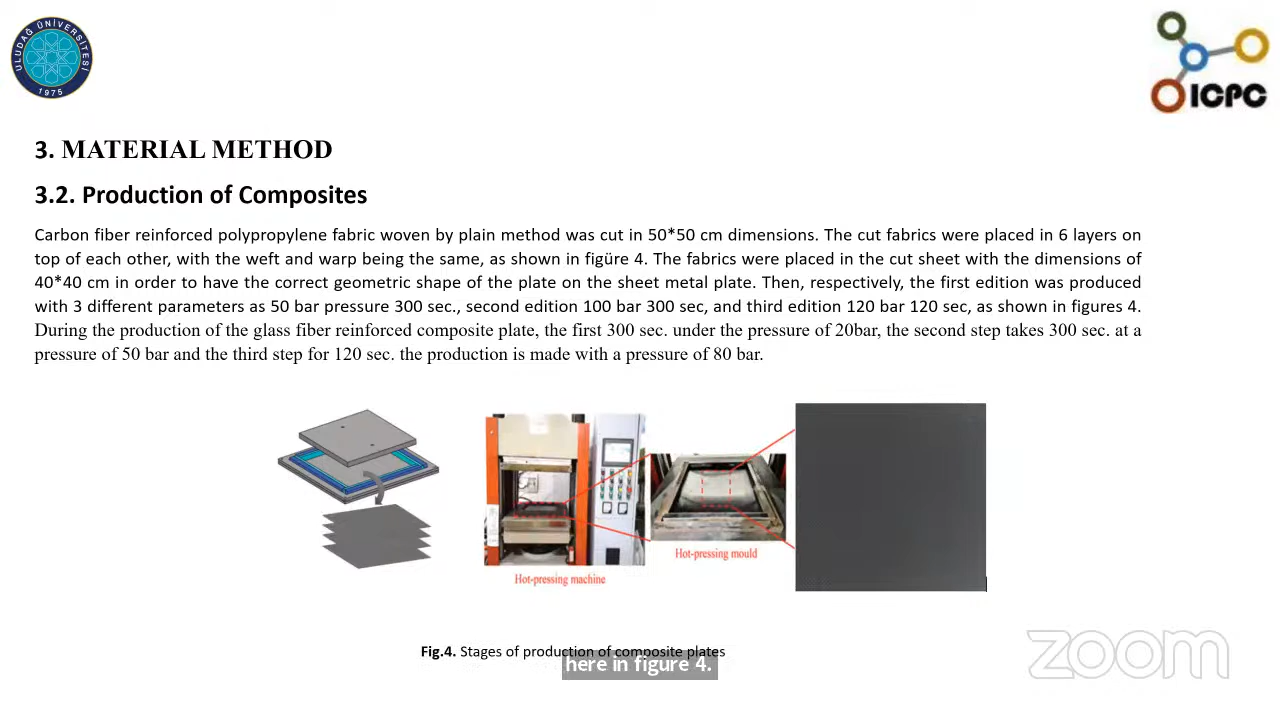 ULUDAĞ ÜNİVERSİTESİ
1975
ICPC
3. MATERIAL METHOD
3.2. Production of Composites
Carbon fiber reinforced polypropylene fabric woven by plain method was cut in 50*50 cm dimensions. The cut fabrics were placed in 6 layers on
top of each other, with the weft and warp being the same, as shown in figüre 4. The fabrics were placed in the cut sheet with the dimensions of
40*40 cm in order to have the correct geometric shape of the plate on the sheet metal plate. Then, respectively, the first edition was produced
with 3 different parameters as 50 bar pressure 300 sec., second edition 100 bar 300 sec, and third edition 120 bar 120 sec, as shown in figures 4.
During the production of the glass fiber reinforced composite plate, the first 300 sec. under the pressure of 20bar, the second step takes 300 sec. at a
pressure of 50 bar and the third step for 120 sec. the production is made with a pressure of 80 bar.
Hot-pressing machine
Hot-pressing mould
Fig.4. Stages of production of composite plates
here in figure 4.
zoom